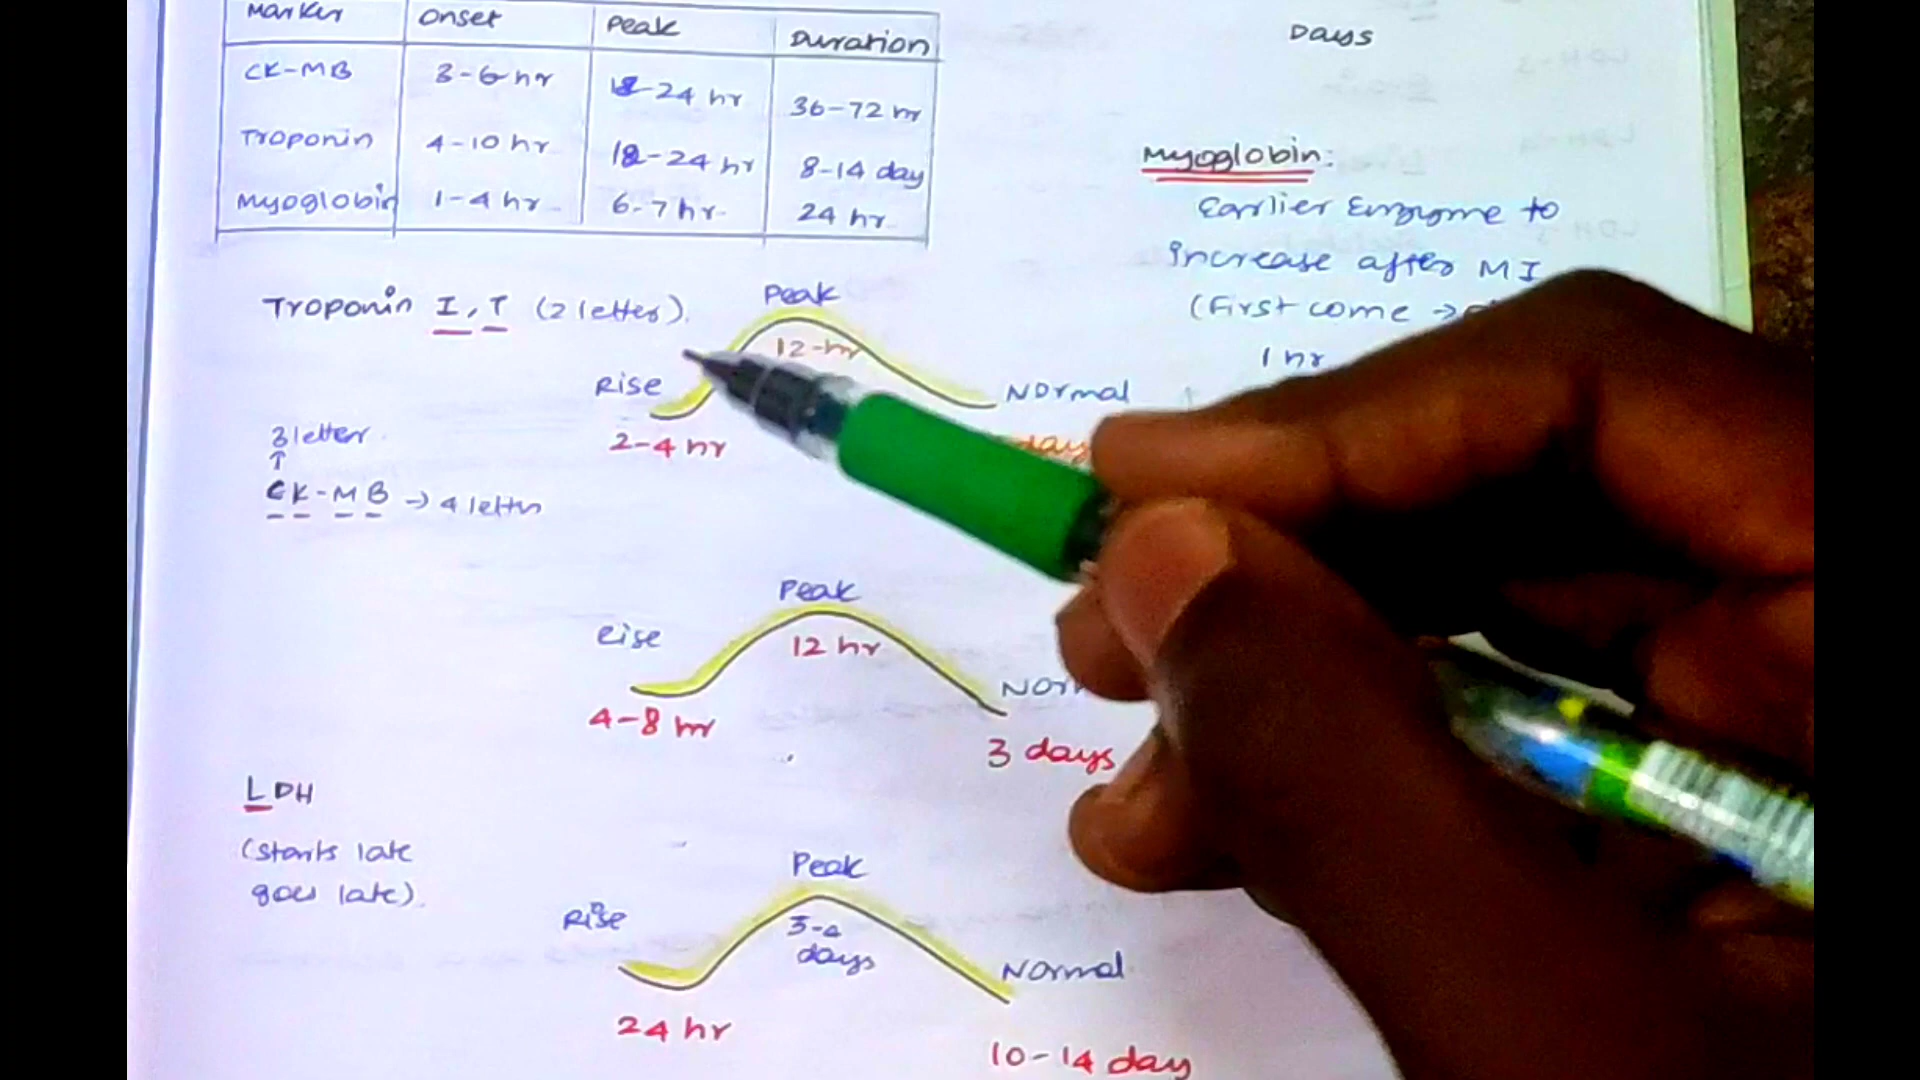 Marker Onset Peak Duration
CK-MB 3-6 hr 18-24 hr 36-72 hr
Troponin 4-10 hr 18-24 hr 8-14 day
Myoglobin 1-4 hr 6-7 hr 24 hr
Days
Myoglobin:
Earlier Enzyme to
increase after MI
(First come →
1 hr
Troponin I, T (2 letter)
Peak
12-hr
Rise
Normal
2-4 hr
day
3 letter
↑
CK-MB → 4 letter
Peak
12 hr
Rise
4-8 hr
3 days
LDH
(starts late
goes late)
Peak
3-4
days
Rise
Normal
24 hr
10-14 day